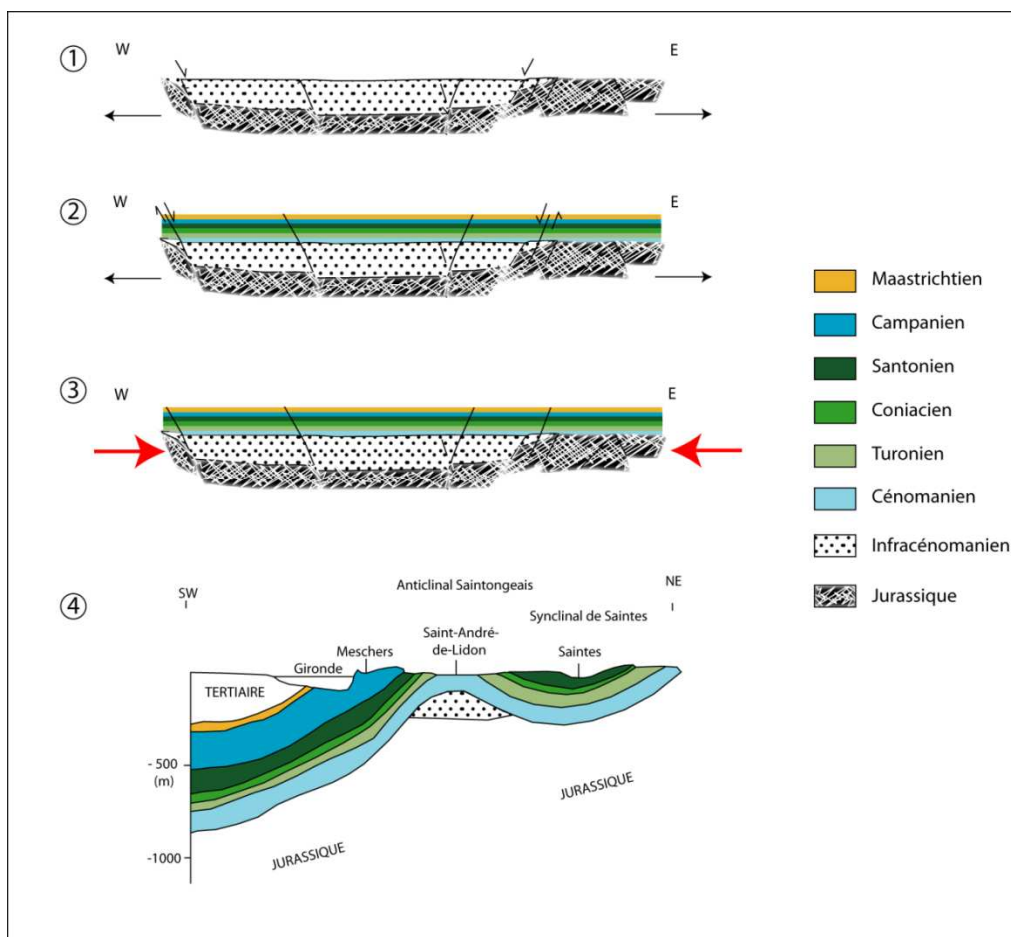 ①
W
E
②
W
E
③
W
E
Maastrichtien
Campanien
Santonien
Coniacien
Turonien
Cénomanien
Infracénomanien
Jurassique
④
SW
Anticlinal Saintongeais
NE
Synclinal de Saintes
Saint-André-
de-Lidon
Meschers
Saintes
Gironde
TERTIAIRE
- 500
(m)
JURASSIQUE
JURASSIQUE
-1000